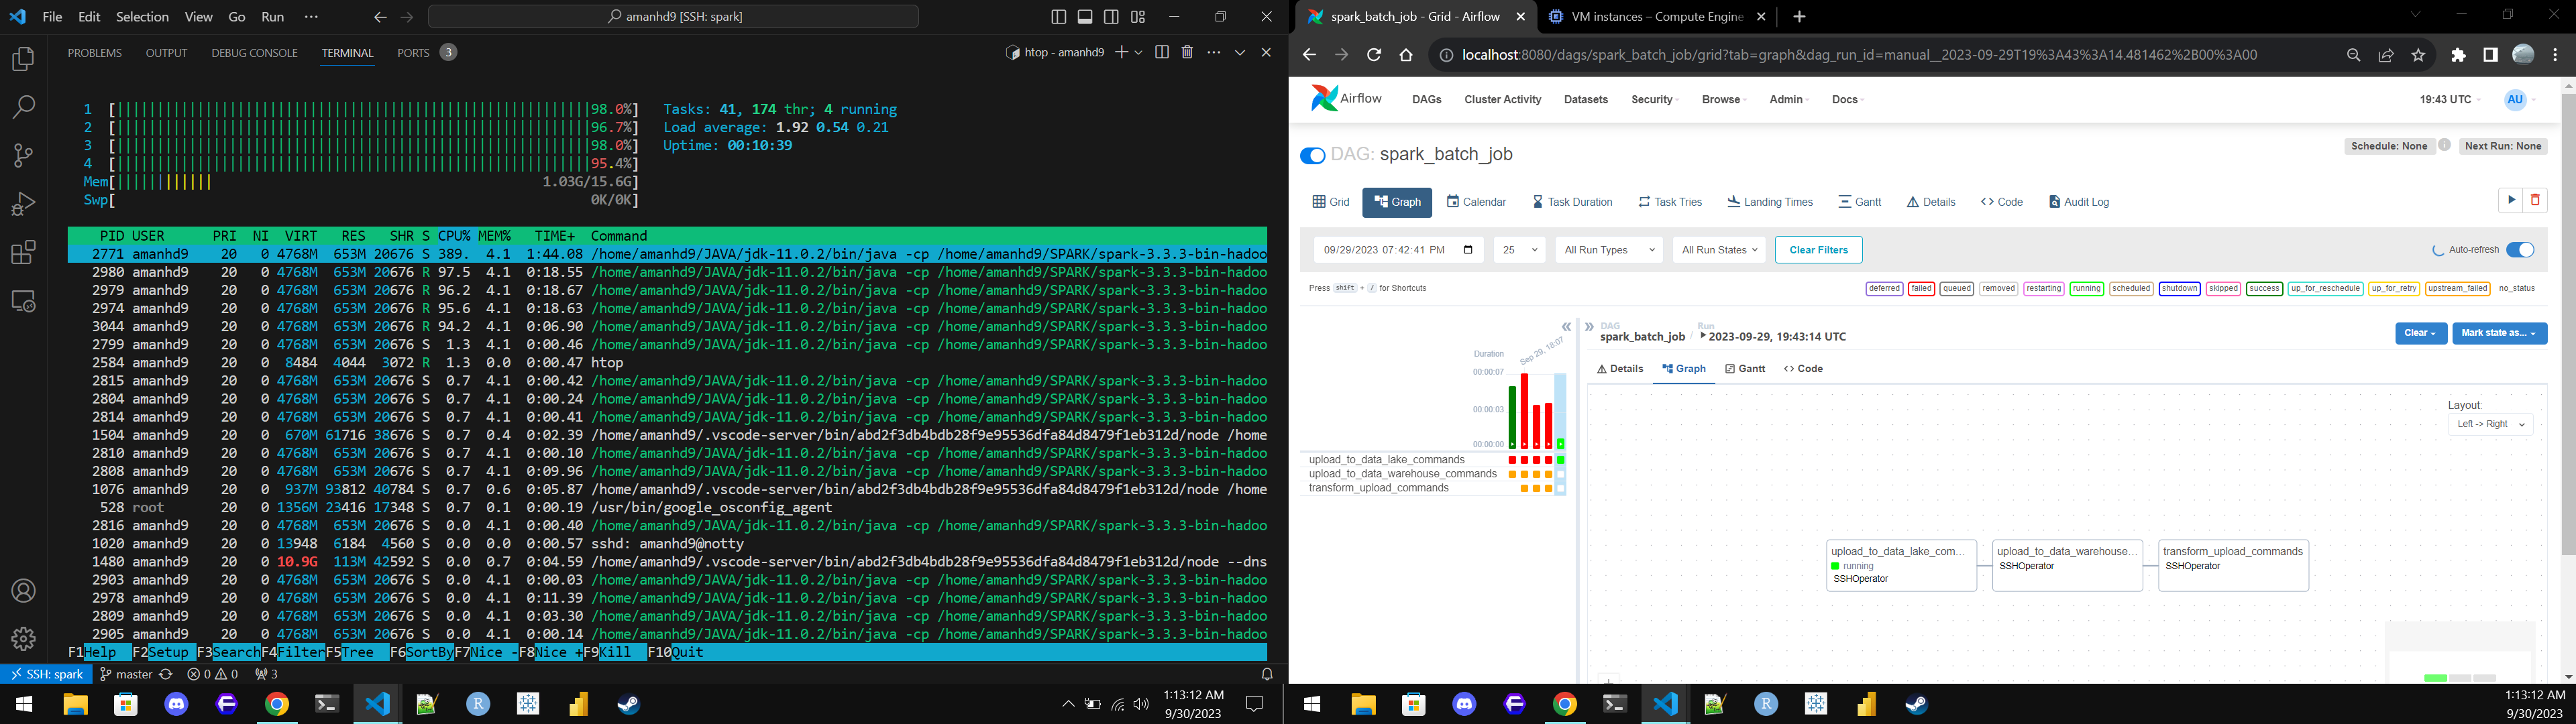 File Edit Selection View Go Run ··· amanhd9 [SSH: spark]
PROBLEMS OUTPUT DEBUG CONSOLE TERMINAL PORTS 3 htop - amanhd9
1 [98.0%] Tasks: 41, 174 thr; 4 running
2 [96.7%] Load average: 1.92 0.54 0.21
3 [98.0%] Uptime: 00:10:39
4 [95.4%]
Mem[1.03G/15.6G]
Swp[0K/0K]
PID USER PRI NI VIRT RES SHR S CPU% MEM% TIME+ Command
2771 amanhd9 20 0 4768M 653M 20676 S 389. 4.1 1:44.08 /home/amanhd9/JAVA/jdk-11.0.2/bin/java -cp /home/amanhd9/SPARK/spark-3.3.3-bin-hadoo
2980 amanhd9 20 0 4768M 653M 20676 R 97.5 4.1 0:18.55 /home/amanhd9/JAVA/jdk-11.0.2/bin/java -cp /home/amanhd9/SPARK/spark-3.3.3-bin-hadoo
2979 amanhd9 20 0 4768M 653M 20676 R 96.2 4.1 0:18.67 /home/amanhd9/JAVA/jdk-11.0.2/bin/java -cp /home/amanhd9/SPARK/spark-3.3.3-bin-hadoo
2974 amanhd9 20 0 4768M 653M 20676 R 95.6 4.1 0:18.63 /home/amanhd9/JAVA/jdk-11.0.2/bin/java -cp /home/amanhd9/SPARK/spark-3.3.3-bin-hadoo
3044 amanhd9 20 0 4768M 653M 20676 R 94.2 4.1 0:06.90 /home/amanhd9/JAVA/jdk-11.0.2/bin/java -cp /home/amanhd9/SPARK/spark-3.3.3-bin-hadoo
2799 amanhd9 20 0 4768M 653M 20676 S 1.3 4.1 0:00.46 /home/amanhd9/JAVA/jdk-11.0.2/bin/java -cp /home/amanhd9/SPARK/spark-3.3.3-bin-hadoo
2584 amanhd9 20 0 8484 4044 3072 R 1.3 0.0 0:00.47 htop
2815 amanhd9 20 0 4768M 653M 20676 S 0.7 4.1 0:00.42 /home/amanhd9/JAVA/jdk-11.0.2/bin/java -cp /home/amanhd9/SPARK/spark-3.3.3-bin-hadoo
2804 amanhd9 20 0 4768M 653M 20676 S 0.7 4.1 0:00.24 /home/amanhd9/JAVA/jdk-11.0.2/bin/java -cp /home/amanhd9/SPARK/spark-3.3.3-bin-hadoo
2814 amanhd9 20 0 4768M 653M 20676 S 0.7 4.1 0:00.41 /home/amanhd9/JAVA/jdk-11.0.2/bin/java -cp /home/amanhd9/SPARK/spark-3.3.3-bin-hadoo
1504 amanhd9 20 0 670M 61716 38676 S 0.7 0.4 0:02.39 /home/amanhd9/.vscode-server/bin/abd2f3db4bdb28f9e95536dfa84d8479f1eb312d/node /home
2810 amanhd9 20 0 4768M 653M 20676 S 0.7 4.1 0:00.10 /home/amanhd9/JAVA/jdk-11.0.2/bin/java -cp /home/amanhd9/SPARK/spark-3.3.3-bin-hadoo
2808 amanhd9 20 0 4768M 653M 20676 S 0.7 4.1 0:09.96 /home/amanhd9/JAVA/jdk-11.0.2/bin/java -cp /home/amanhd9/SPARK/spark-3.3.3-bin-hadoo
1076 amanhd9 20 0 937M 93812 40784 S 0.7 0.6 0:05.87 /home/amanhd9/.vscode-server/bin/abd2f3db4bdb28f9e95536dfa84d8479f1eb312d/node /home
528 root 20 0 1356M 23416 17348 S 0.7 0.1 0:00.19 /usr/bin/google_osconfig_agent
2816 amanhd9 20 0 4768M 653M 20676 S 0.0 4.1 0:00.40 /home/amanhd9/JAVA/jdk-11.0.2/bin/java -cp /home/amanhd9/SPARK/spark-3.3.3-bin-hadoo
1020 amanhd9 20 0 13948 6184 4560 S 0.0 0.0 0:00.57 sshd: amanhd9@notty
1480 amanhd9 20 0 10.9G 113M 42592 S 0.0 0.7 0:04.59 /home/amanhd9/.vscode-server/bin/abd2f3db4bdb28f9e95536dfa84d8479f1eb312d/node --dns
2903 amanhd9 20 0 4768M 653M 20676 S 0.0 4.1 0:00.03 /home/amanhd9/JAVA/jdk-11.0.2/bin/java -cp /home/amanhd9/SPARK/spark-3.3.3-bin-hadoo
2978 amanhd9 20 0 4768M 653M 20676 S 0.0 4.1 0:11.39 /home/amanhd9/JAVA/jdk-11.0.2/bin/java -cp /home/amanhd9/SPARK/spark-3.3.3-bin-hadoo
2809 amanhd9 20 0 4768M 653M 20676 S 0.0 4.1 0:03.30 /home/amanhd9/JAVA/jdk-11.0.2/bin/java -cp /home/amanhd9/SPARK/spark-3.3.3-bin-hadoo
2905 amanhd9 20 0 4768M 653M 20676 S 0.0 4.1 0:00.14 /home/amanhd9/JAVA/jdk-11.0.2/bin/java -cp /home/amanhd9/SPARK/spark-3.3.3-bin-hadoo
F1Help F2Setup F3SearchF4FilterF5Tree F6SortByF7Nice -F8Nice +F9Kill F10Quit
SSH: spark master 0 0 3
1:13:12 AM
9/30/2023
spark_batch_job - Grid - Airflow VM instances – Compute Engine
localhost:8080/dags/spark_batch_job/grid?tab=graph&dag_run_id=manual__2023-09-29T19%3A43%3A14.481462%2B00%3A00
Airflow DAGs Cluster Activity Datasets Security Browse Admin Docs 19:43 UTC AU
DAG: spark_batch_job Schedule: None Next Run: None
Grid Graph Calendar Task Duration Task Tries Landing Times Gantt Details Code Audit Log
09/29/2023 07:42:41 PM 25 All Run Types All Run States Clear Filters Auto-refresh
Press shift + / for Shortcuts deferred failed queued removed restarting running scheduled shutdown skipped success up_for_reschedule up_for_retry upstream_failed no_status
DAG Run
spark_batch_job / 2023-09-29, 19:43:14 UTC Clear Mark state as...
Duration Sep 29, 18:07
Details Graph Gantt Code
00:00:07
00:00:03
00:00:00
Layout:
Left -> Right
upload_to_data_lake_commands
upload_to_data_warehouse_commands
transform_upload_commands
upload_to_data_lake_com... upload_to_data_warehouse... transform_upload_commands
running SSHOperator SSHOperator
SSHOperator
1:13:12 AM
9/30/2023